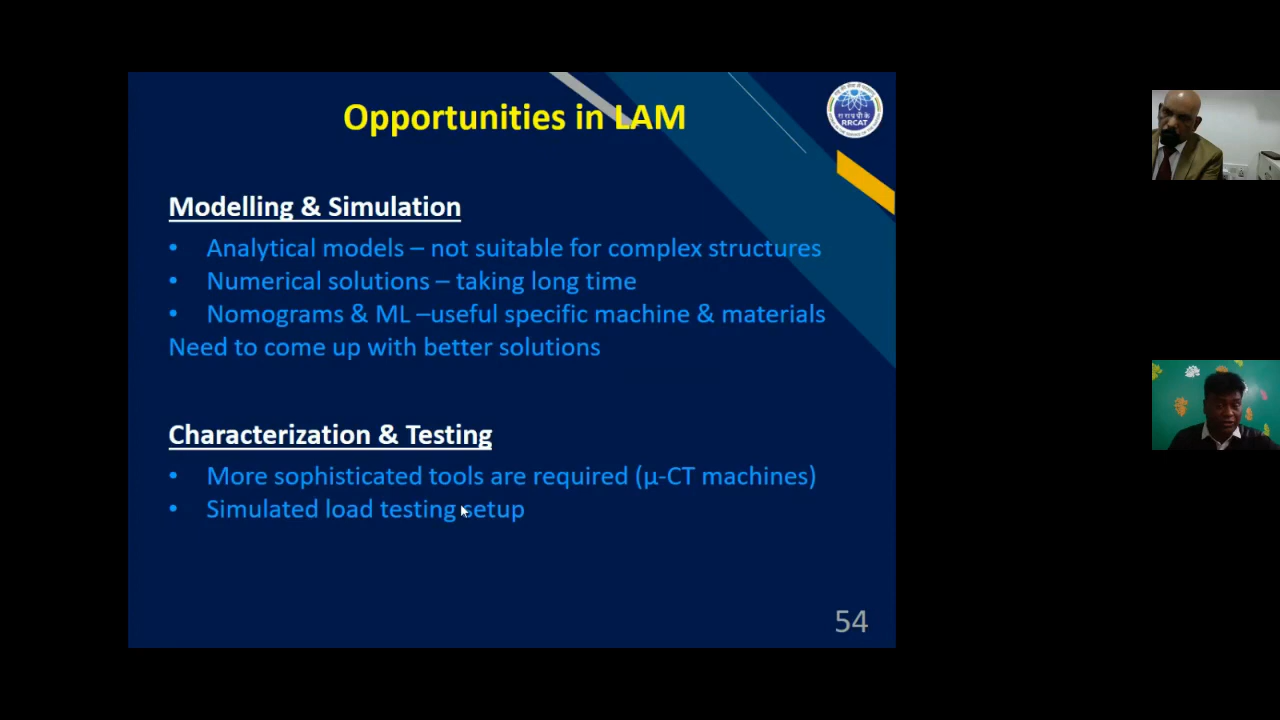 Opportunities in LAM
RRCAT
Modelling & Simulation
• Analytical models – not suitable for complex structures
• Numerical solutions – taking long time
• Nomograms & ML –useful specific machine & materials
Need to come up with better solutions
Characterization & Testing
• More sophisticated tools are required (μ-CT machines)
• Simulated load testing setup
54